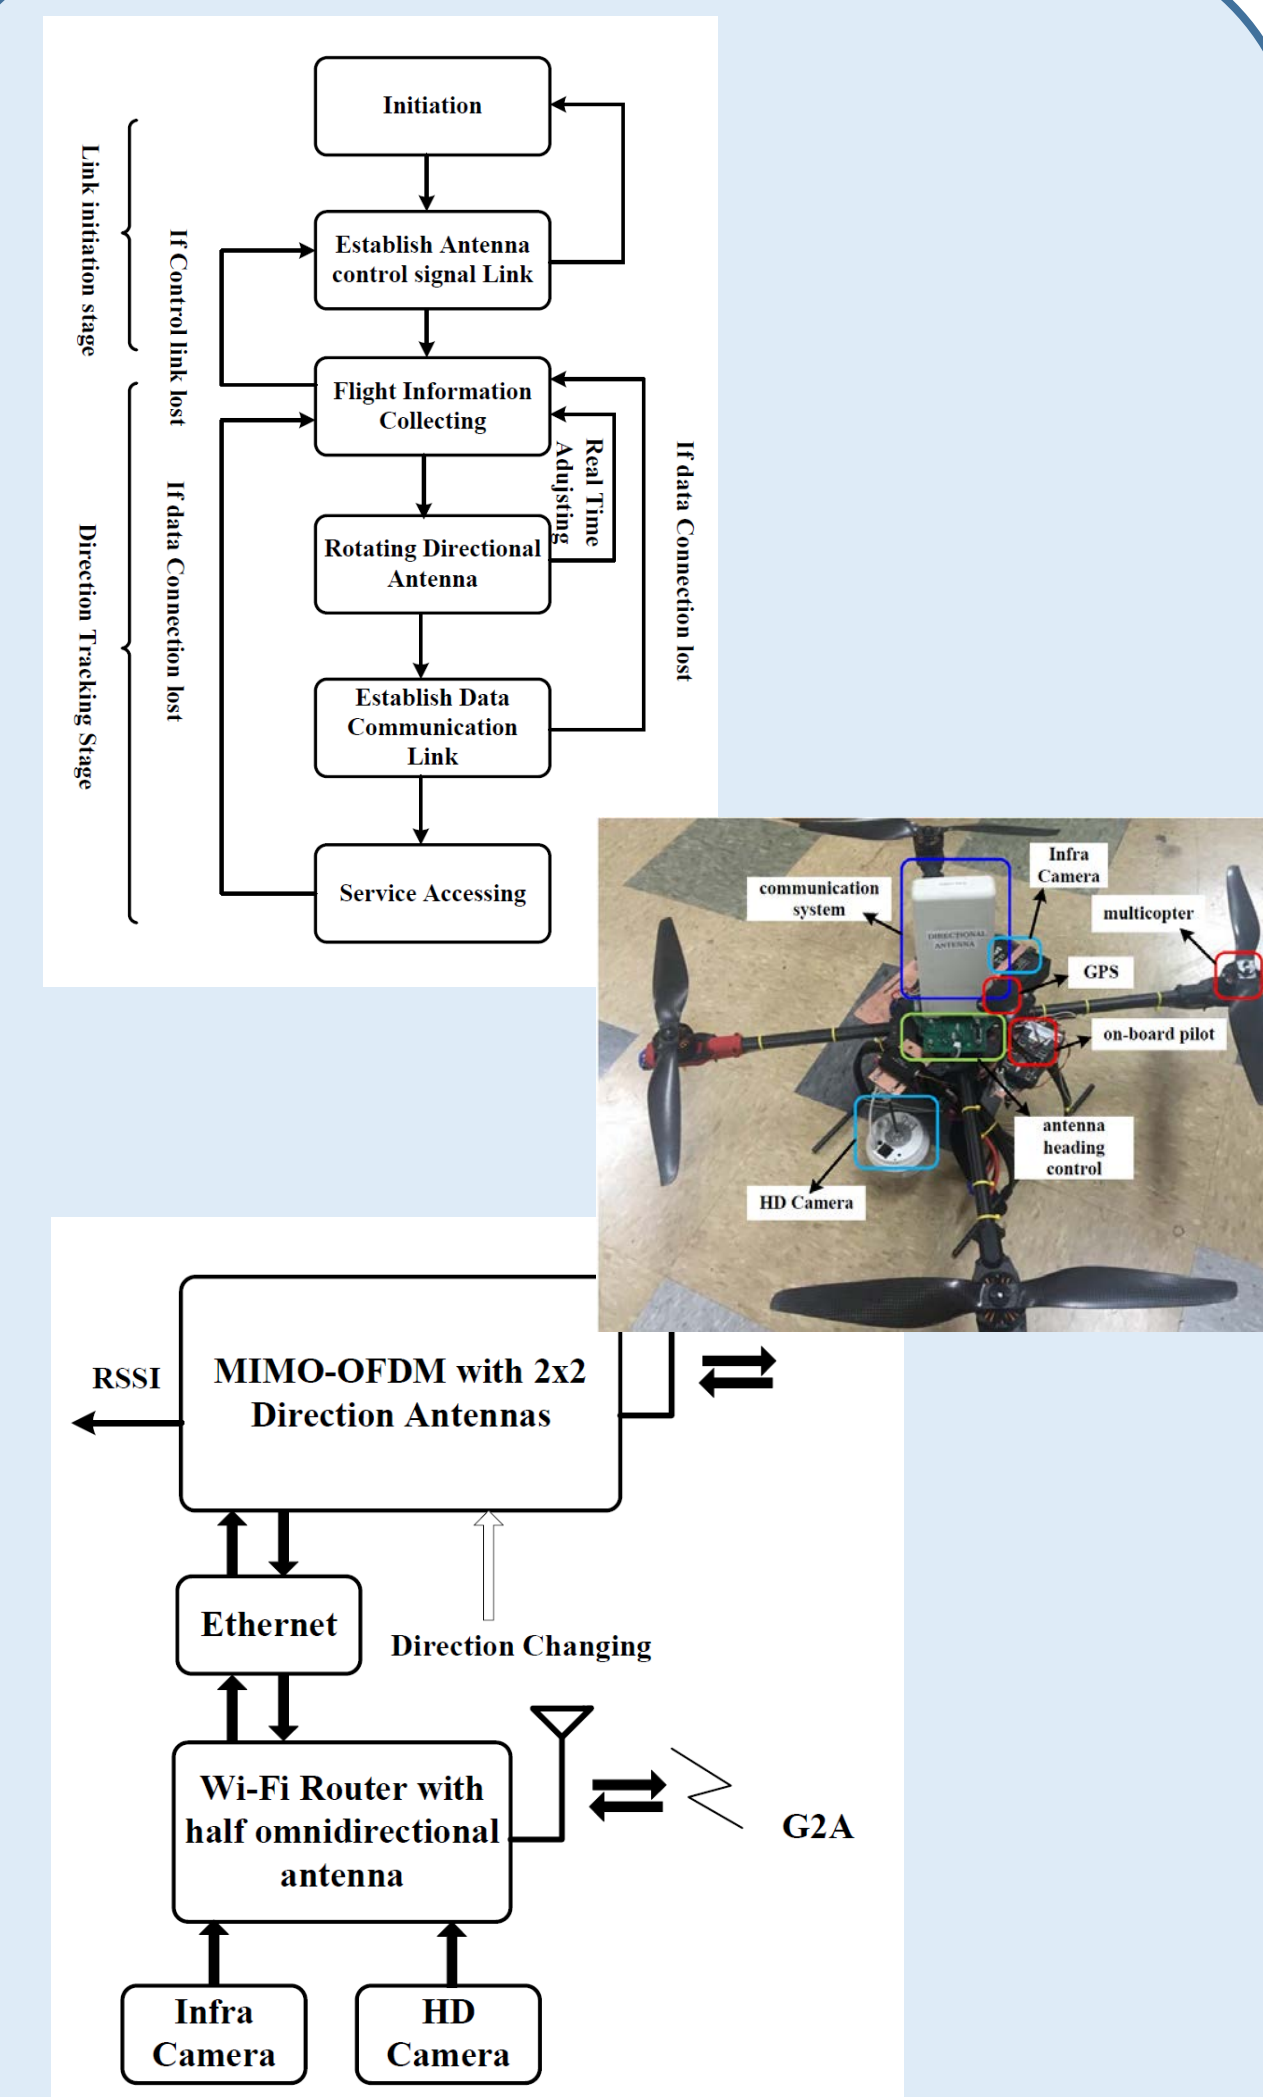 Initiation
Establish Antenna
control signal Link
Flight Information
Collecting
Rotating Directional
Antenna
Establish Data
Communication
Link
Service Accessing
Link initiation stage
If Control link lost
Direction Tracking Stage
If data Connection lost
Real Time
Adujsting
If data Connection lost
communication
system
Infra
Camera
multicopter
GPS
on-board pilot
antenna
heading
control
HD Camera
DIRECTIONAL
ANTENNA
RSSI
MIMO-OFDM with 2x2
Direction Antennas
Ethernet
Direction Changing
Wi-Fi Router with
half omnidirectional
antenna
G2A
Infra
Camera
HD
Camera